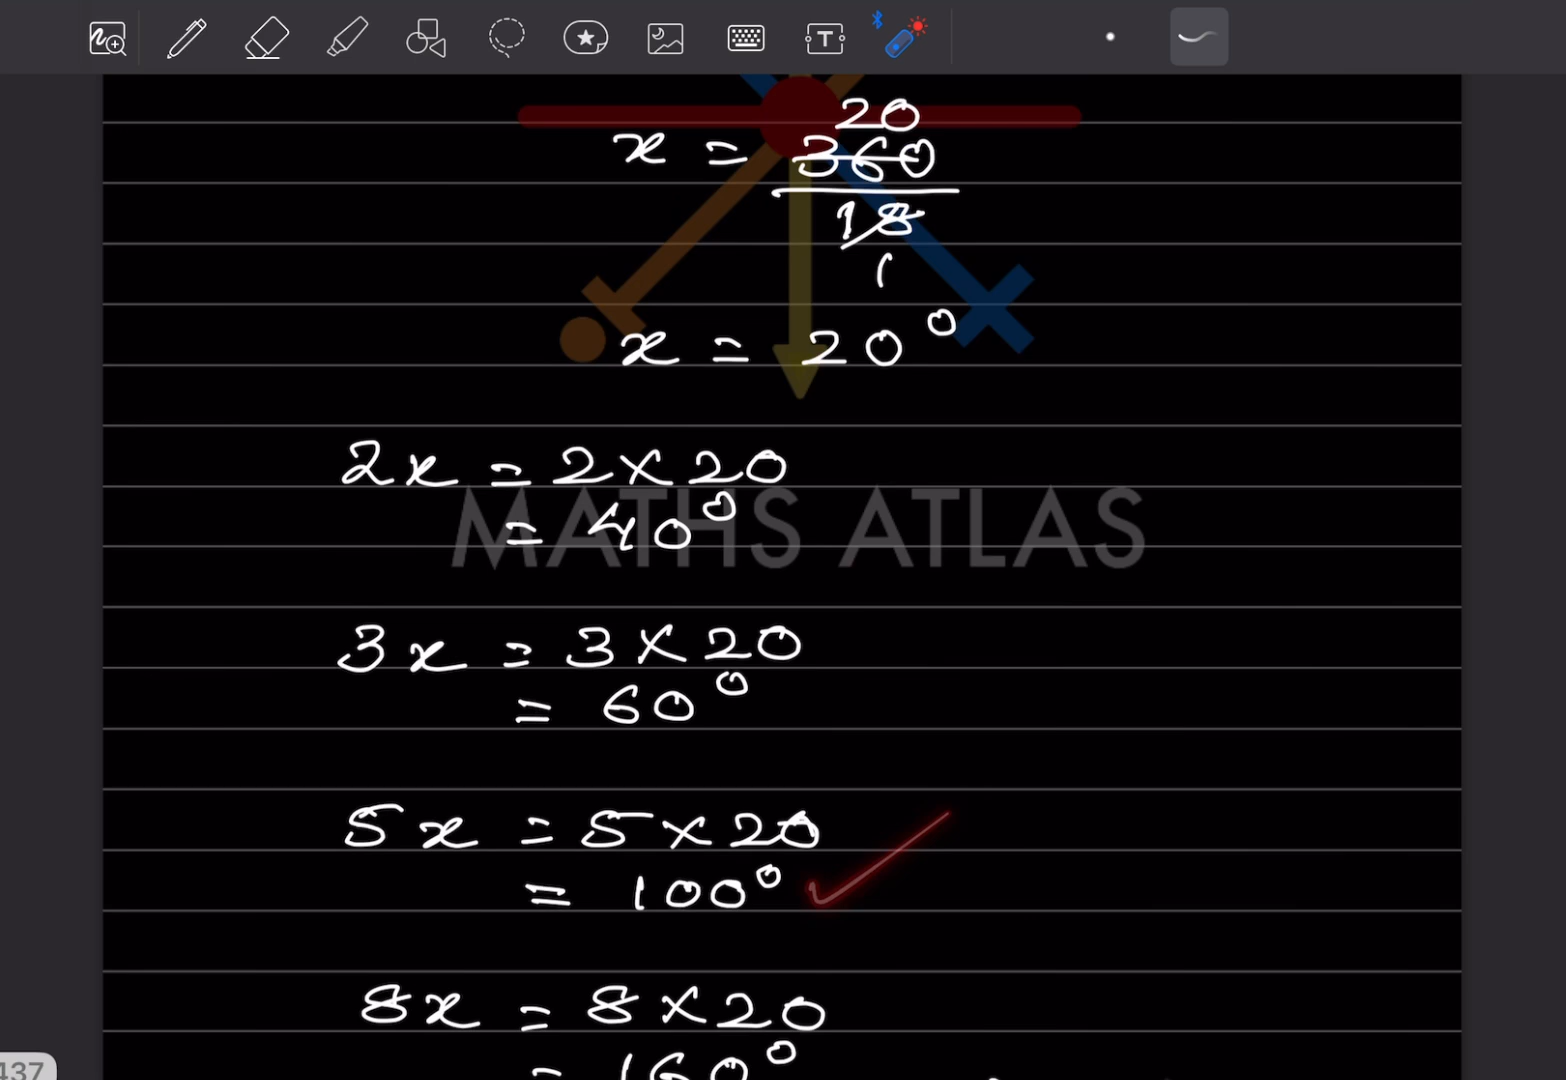 20
x = 360
18
1
x = 20°
2x = 2 × 20
= 40°
MATHS ATLAS
3x = 3 × 20
= 60°
5x = 5 × 20
= 100°
8x = 8 × 20
= 160°
437